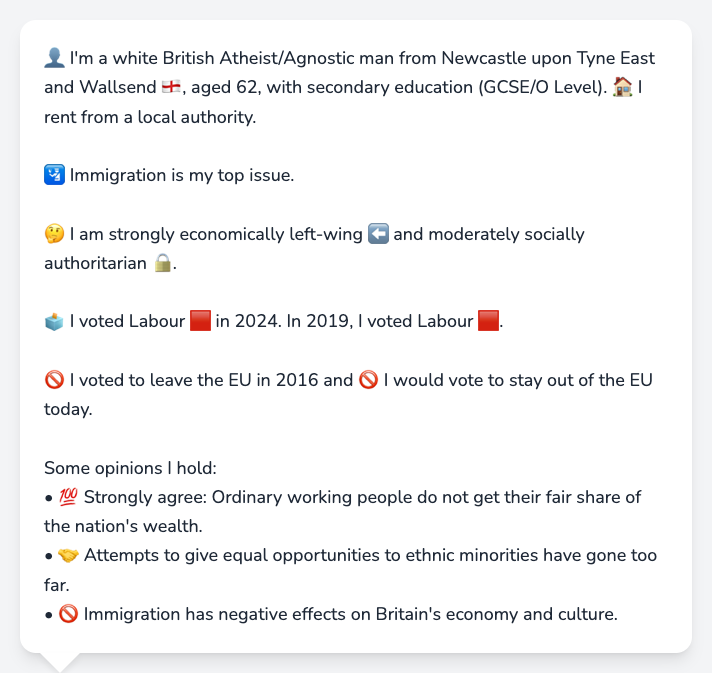 👤 I'm a white British Atheist/Agnostic man from Newcastle upon Tyne East
and Wallsend 🏴󠁧󠁢󠁥󠁮󠁧󠁿, aged 62, with secondary education (GCSE/O Level). 🏠 I
rent from a local authority.
🛂 Immigration is my top issue.
🤔 I am strongly economically left-wing ⬅️ and moderately socially
authoritarian 🔒.
🗳️ I voted Labour 🟥 in 2024. In 2019, I voted Labour 🟥.
🚫 I voted to leave the EU in 2016 and 🚫 I would vote to stay out of the EU
today.
Some opinions I hold:
• 💯 Strongly agree: Ordinary working people do not get their fair share of
the nation's wealth.
• 🤝 Attempts to give equal opportunities to ethnic minorities have gone too
far.
• 🚫 Immigration has negative effects on Britain's economy and culture.